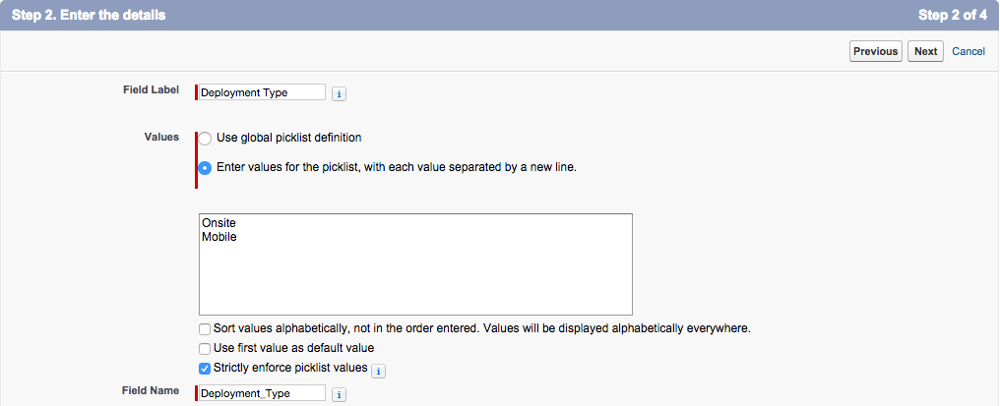 Step 2. Enter the details Step 2 of 4
Previous Next Cancel
Field Label Deployment Type i
Values Use global picklist definition
Enter values for the picklist, with each value separated by a new line.
Onsite
Mobile
Sort values alphabetically, not in the order entered. Values will be displayed alphabetically everywhere.
Use first value as default value
Strictly enforce picklist values i
Field Name Deployment_Type i